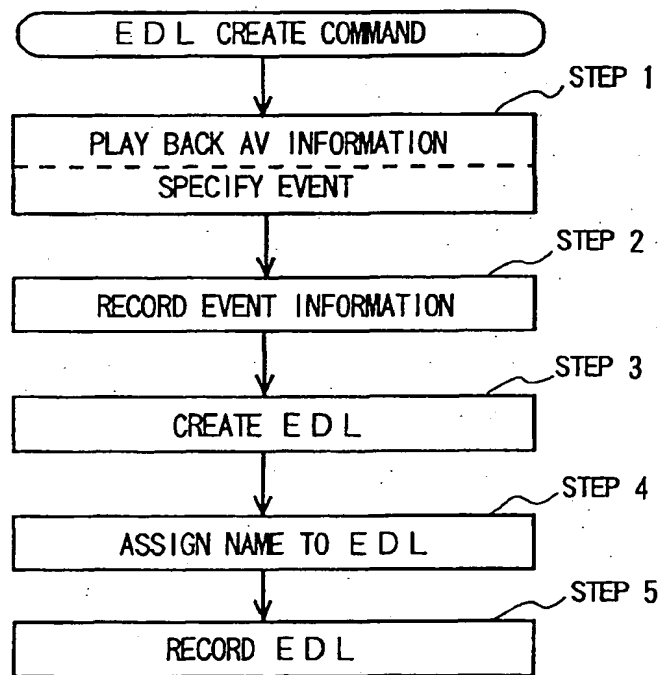 EDL CREATE COMMAND
STEP 1
PLAY BACK AV INFORMATION
SPECIFY EVENT
STEP 2
RECORD EVENT INFORMATION
STEP 3
CREATE EDL
STEP 4
ASSIGN NAME TO EDL
STEP 5
RECORD EDL